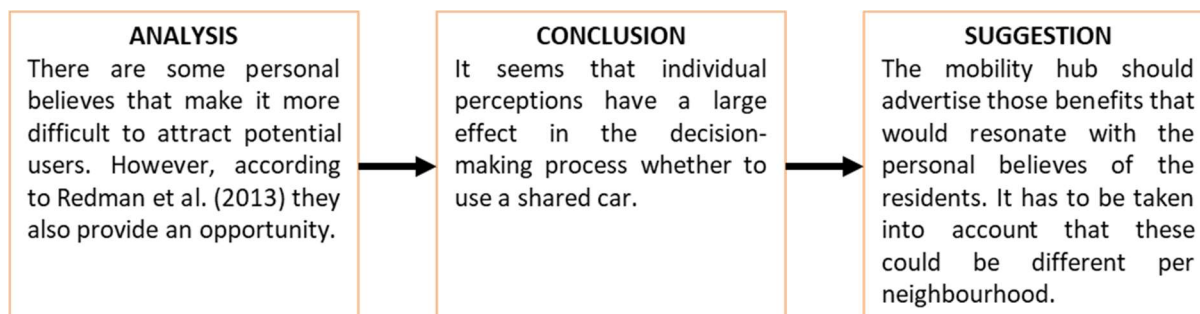 ANALYSIS
There are some personal
believes that make it more
difficult to attract potential
users. However, according
to Redman et al. (2013) they
also provide an opportunity.
CONCLUSION
It seems that individual
perceptions have a large
effect in the decision-
making process whether to
use a shared car.
SUGGESTION
The mobility hub should
advertise those benefits that
would resonate with the
personal believes of the
residents. It has to be taken
into account that these
could be different per
neighbourhood.